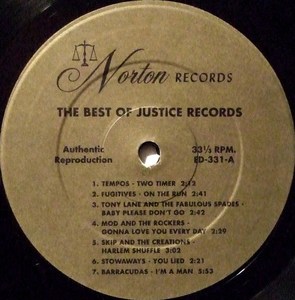 Norton RECORDS
THE BEST OF JUSTICE RECORDS
Authentic
Reproduction
33⅓ RPM.
ED-331-A
1. TEMPOS - TWO TIMER 2:13
2. FUGITIVES - ON THE RUN 2:41
3. TONY LANE AND THE FABULOUS SPADES -
BABY PLEASE DON'T GO 2:42
4. MOD AND THE ROCKERS -
GONNA LOVE YOU EVERY DAY 2:29
5. SKIP AND THE CREATIONS -
HARLEM SHUFFLE 3:02
6. STOWAWAYS - YOU LIED 2:21
7. BARRACUDAS - I'M A MAN 5:53